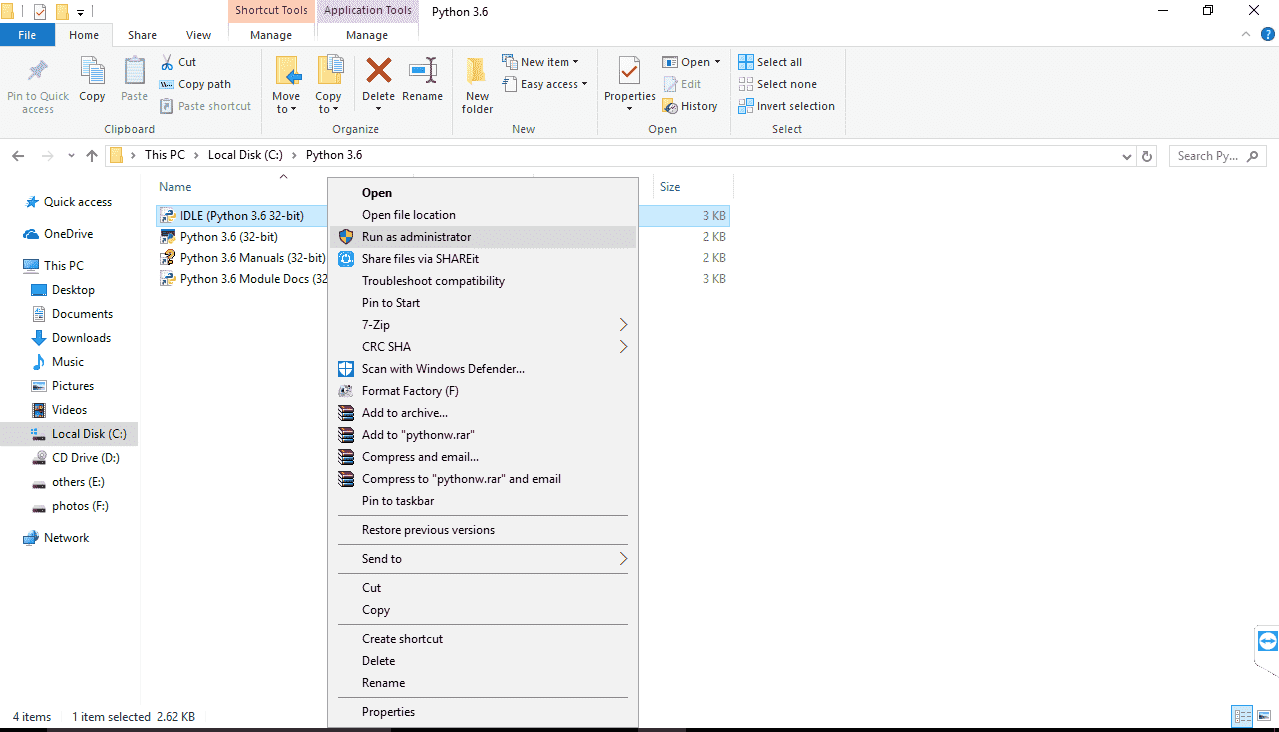 Shortcut Tools Application Tools Python 3.6
File Home Share View Manage Manage
Pin to Quick access
Copy
Paste
Cut
Copy path
Paste shortcut
Clipboard
Move to
Copy to
Delete
Rename
Organize
New folder
New item
Easy access
New
Properties
Open
Edit
History
Open
Select all
Select none
Invert selection
Select
This PC > Local Disk (C:) > Python 3.6
Search Py...
Quick access
OneDrive
This PC
Desktop
Documents
Downloads
Music
Pictures
Videos
Local Disk (C:)
CD Drive (D:)
others (E:)
photos (F:)
Network
Name Size
IDLE (Python 3.6 32-bit) 3 KB
Python 3.6 (32-bit) 2 KB
Python 3.6 Manuals (32-bit) 2 KB
Python 3.6 Module Docs (32 3 KB
Open
Open file location
Run as administrator
Share files via SHAREit
Troubleshoot compatibility
Pin to Start
7-Zip
CRC SHA
Scan with Windows Defender...
Format Factory (F)
Add to archive...
Add to "pythonw.rar"
Compress and email...
Compress to "pythonw.rar" and email
Pin to taskbar
Restore previous versions
Send to
Cut
Copy
Create shortcut
Delete
Rename
Properties
4 items 1 item selected 2.62 KB